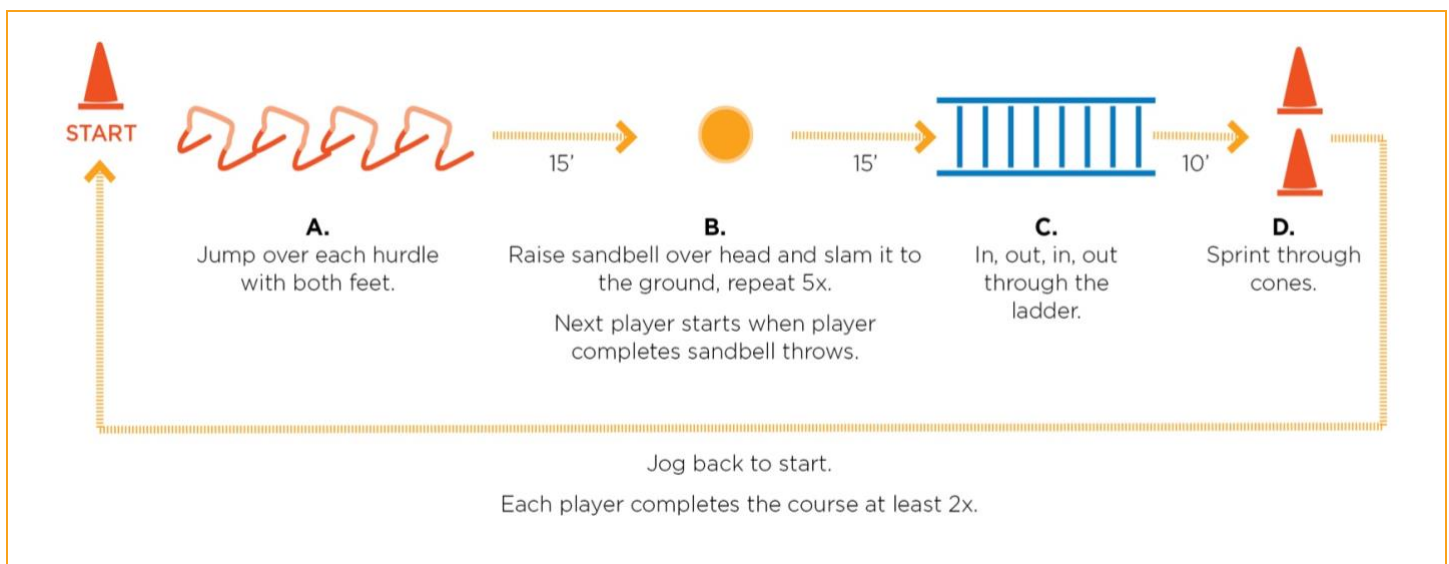 START
15'
15'
10'
A.
Jump over each hurdle
with both feet.
B.
Raise sandbell over head and slam it to
the ground, repeat 5x.
Next player starts when player
completes sandbell throws.
C.
In, out, in, out
through the
ladder.
D.
Sprint through
cones.
Jog back to start.
Each player completes the course at least 2x.